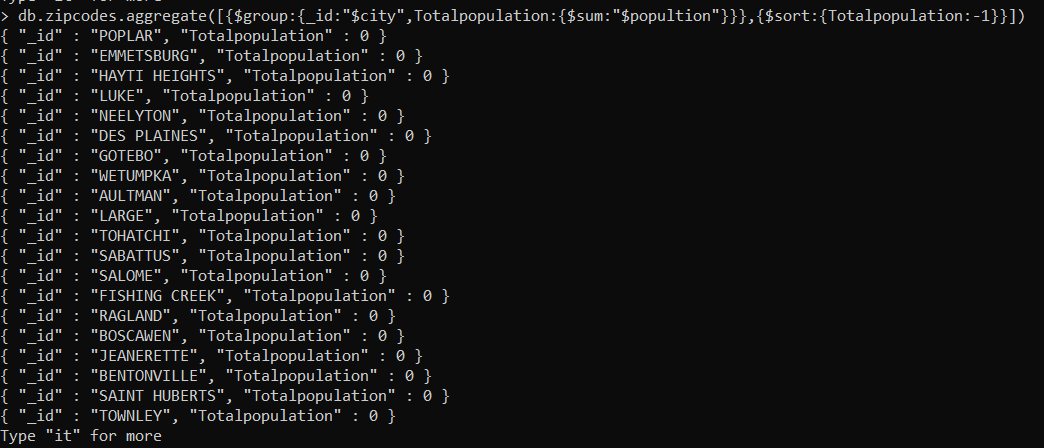 > db.zipcodes.aggregate([{$group:{_id:"$city",Totalpopulation:{$sum:"$popultion"}}},{$sort:{Totalpopulation:-1}}])
{ "_id" : "POPLAR", "Totalpopulation" : 0 }
{ "_id" : "EMMETSBURG", "Totalpopulation" : 0 }
{ "_id" : "HAYTI HEIGHTS", "Totalpopulation" : 0 }
{ "_id" : "LUKE", "Totalpopulation" : 0 }
{ "_id" : "NEELYTON", "Totalpopulation" : 0 }
{ "_id" : "DES PLAINES", "Totalpopulation" : 0 }
{ "_id" : "GOTEBO", "Totalpopulation" : 0 }
{ "_id" : "WETUMPKA", "Totalpopulation" : 0 }
{ "_id" : "AULTMAN", "Totalpopulation" : 0 }
{ "_id" : "LARGE", "Totalpopulation" : 0 }
{ "_id" : "TOHATCHI", "Totalpopulation" : 0 }
{ "_id" : "SABATTUS", "Totalpopulation" : 0 }
{ "_id" : "SALOME", "Totalpopulation" : 0 }
{ "_id" : "FISHING CREEK", "Totalpopulation" : 0 }
{ "_id" : "RAGLAND", "Totalpopulation" : 0 }
{ "_id" : "BOSCAWEN", "Totalpopulation" : 0 }
{ "_id" : "JEANERETTE", "Totalpopulation" : 0 }
{ "_id" : "BENTONVILLE", "Totalpopulation" : 0 }
{ "_id" : "SAINT HUBERTS", "Totalpopulation" : 0 }
{ "_id" : "TOWNLEY", "Totalpopulation" : 0 }
Type "it" for more